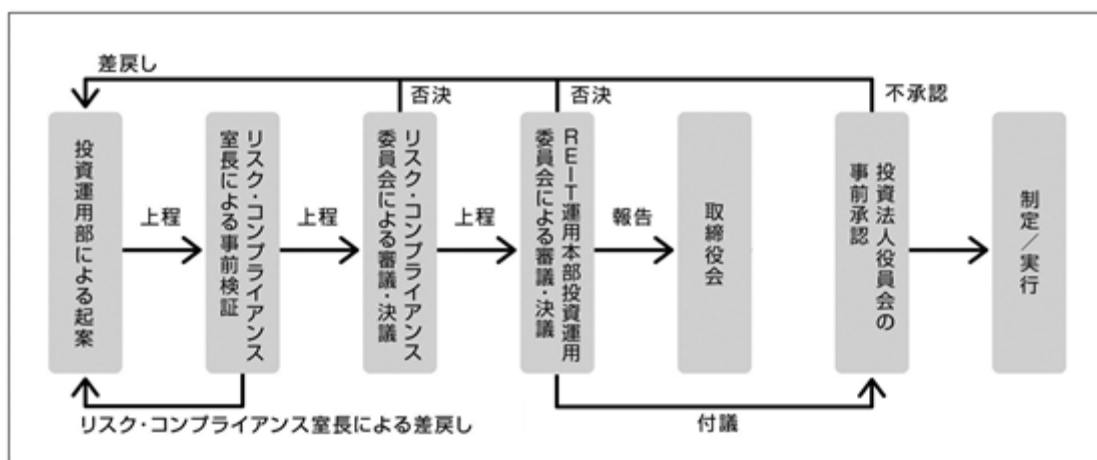 差戻し
否決
否決
不承認
投資運用部による起案
上程
リスク・コンプライアンス
室長による事前検証
上程
リスク・コンプライアンス
委員会による審議・決議
上程
REIT運用本部投資運用
委員会による審議・決議
報告
取締役会
投資法人役員会の
事前承認
制定／実行
リスク・コンプライアンス室長による差戻し
付議